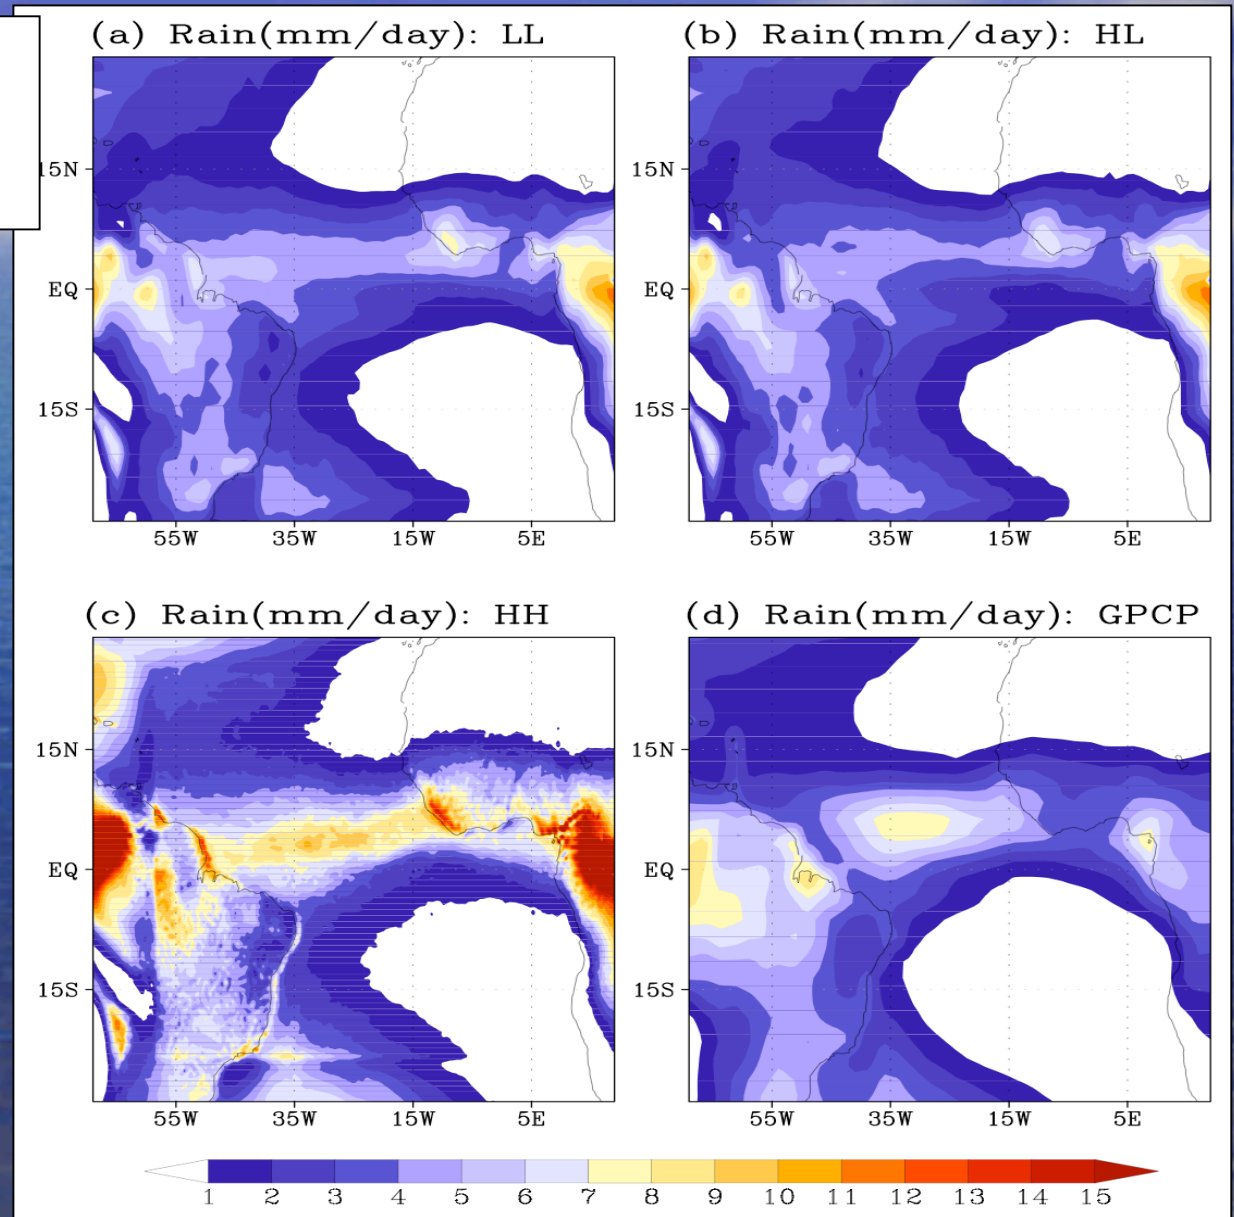 (a) Rain(mm/day): LL
(b) Rain(mm/day): HL
15N
EQ
15S
55W 35W 15W 5E
15N
EQ
15S
55W 35W 15W 5E
(c) Rain(mm/day): HH
(d) Rain(mm/day): GPCP
15N
EQ
15S
55W 35W 15W 5E
15N
EQ
15S
55W 35W 15W 5E
1 2 3 4 5 6 7 8 9 10 11 12 13 14 15